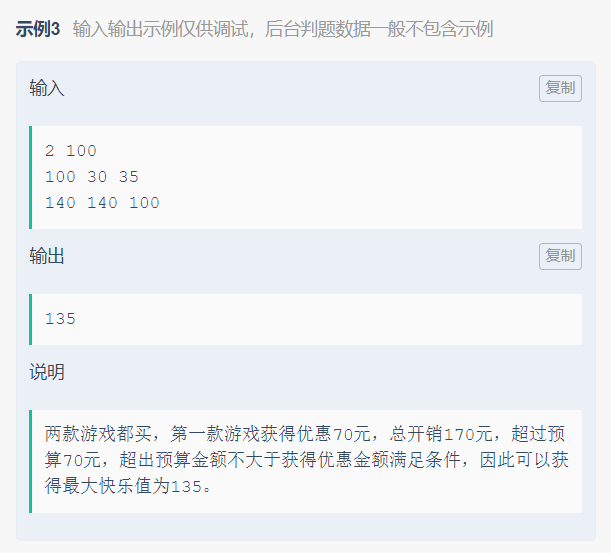 示例3 输入输出示例仅供调试，后台判题数据一般不包含示例
输入
复制
2 100
100 30 35
140 140 100
输出
复制
135
说明
两款游戏都买，第一款游戏获得优惠70元，总开销170元，超过预
算70元，超出预算金额不大于获得优惠金额满足条件，因此可以获
得最大快乐值为135。